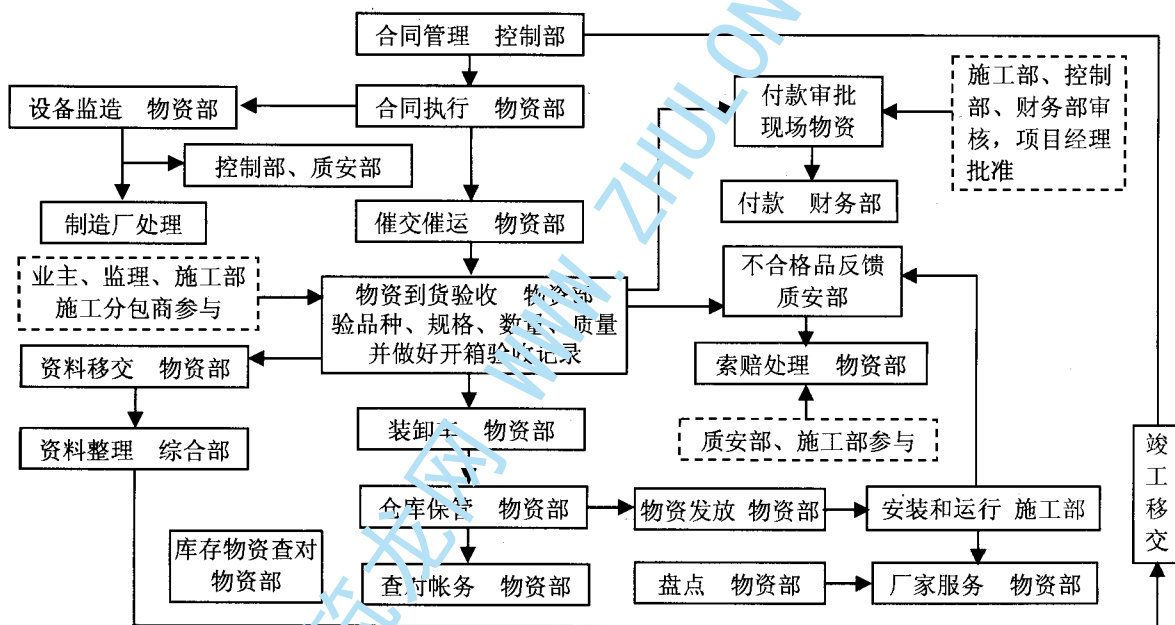 合同管理 控制部
设备监造 物资部
合同执行 物资部
付款审批
现场物资
施工部、控制
部、财务部审
核，项目经理
批准
控制部、质安部
制造厂处理
催交催运 物资部
付款 财务部
业主、监理、施工部
施工分包商参与
物资到货验收 物资部
验品种、规格、数量、质量
并做好开箱验收记录
不合格品反馈
质安部
资料移交 物资部
索赔处理 物资部
装卸车 物资部
质安部、施工部参与
资料整理 综合部
竣工移交
仓库保管 物资部
物资发放 物资部
安装和运行 施工部
库存物资查对
物资部
查对帐务 物资部
盘点 物资部
厂家服务 物资部
筑龙网 WWW.ZHULON